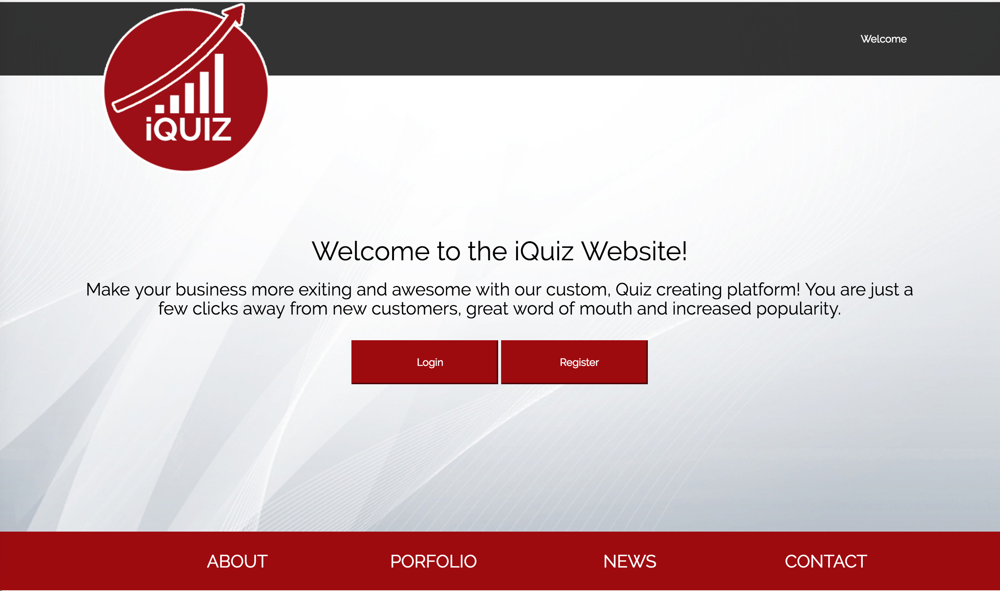 Welcome
iQUIZ
Welcome to the iQuiz Website!
Make your business more exiting and awesome with our custom, Quiz creating platform! You are just a
few clicks away from new customers, great word of mouth and increased popularity.
Login Register
ABOUT PORFOLIO NEWS CONTACT